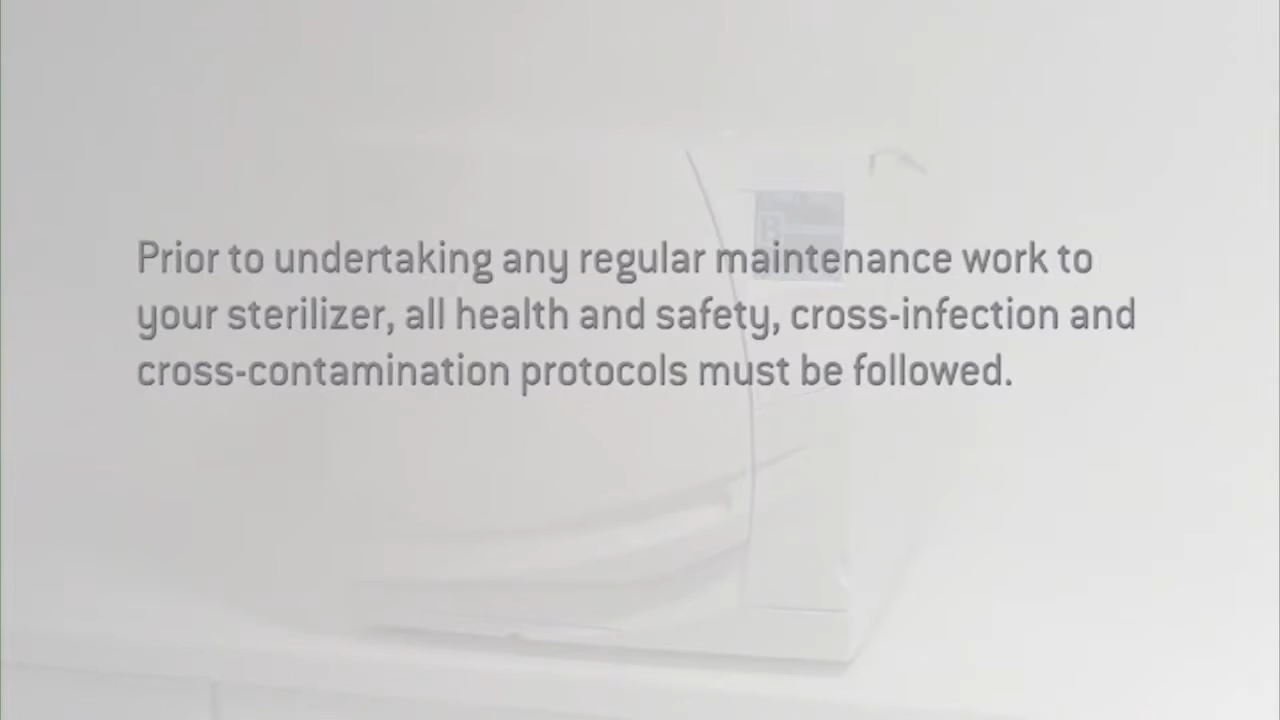 Prior to undertaking any regular maintenance work to
your sterilizer, all health and safety, cross-infection and
cross-contamination protocols must be followed.